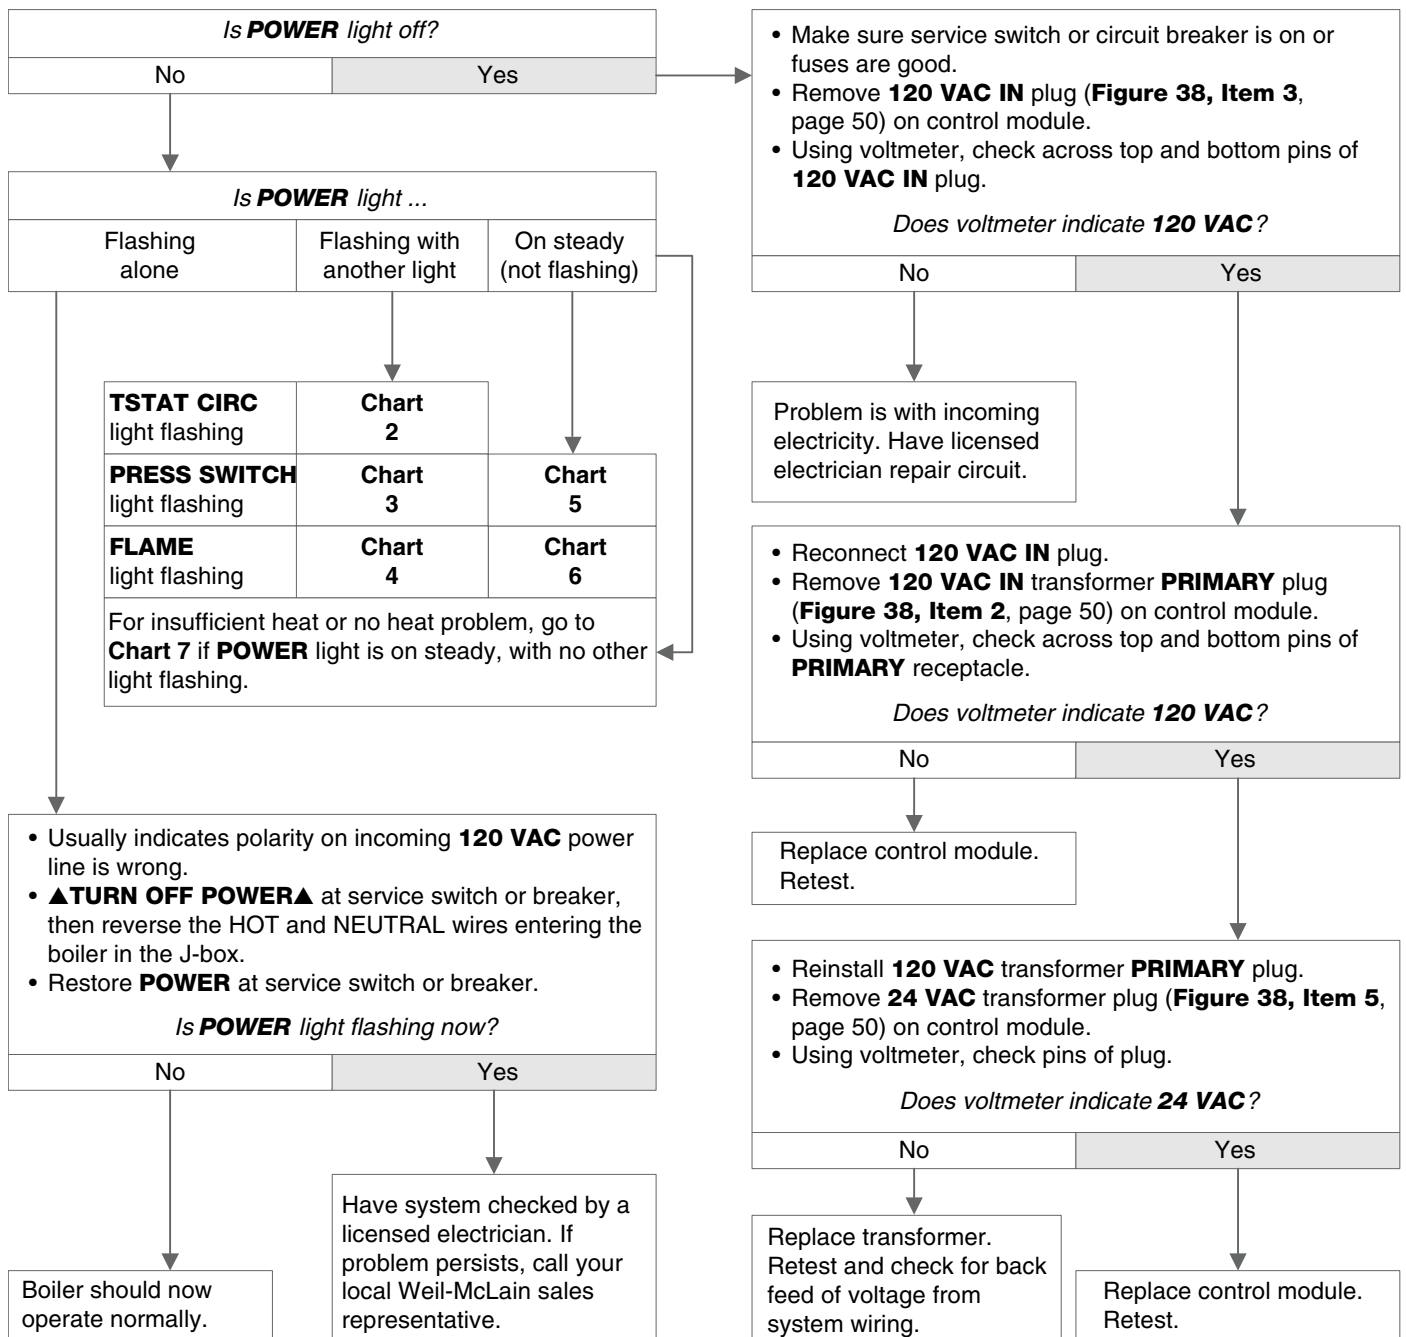 Is POWER light off?
No
Yes
Is POWER light ...
Flashing
alone
Flashing with
another light
On steady
(not flashing)
TSTAT CIRC
light flashing
Chart
2
PRESS SWITCH
light flashing
Chart
3
Chart
5
FLAME
light flashing
Chart
4
Chart
6
For insufficient heat or no heat problem, go to
Chart 7 if POWER light is on steady, with no other
light flashing.
• Usually indicates polarity on incoming 120 VAC power
line is wrong.
• ▲TURN OFF POWER▲ at service switch or breaker,
then reverse the HOT and NEUTRAL wires entering the
boiler in the J-box.
• Restore POWER at service switch or breaker.
Is POWER light flashing now?
No
Yes
Boiler should now
operate normally.
Have system checked by a
licensed electrician. If
problem persists, call your
local Weil-McLain sales
representative.
• Make sure service switch or circuit breaker is on or
fuses are good.
• Remove 120 VAC IN plug (Figure 38, Item 3,
page 50) on control module.
• Using voltmeter, check across top and bottom pins of
120 VAC IN plug.
Does voltmeter indicate 120 VAC?
No
Yes
Problem is with incoming
electricity. Have licensed
electrician repair circuit.
• Reconnect 120 VAC IN plug.
• Remove 120 VAC IN transformer PRIMARY plug
(Figure 38, Item 2, page 50) on control module.
• Using voltmeter, check across top and bottom pins of
PRIMARY receptacle.
Does voltmeter indicate 120 VAC?
No
Yes
Replace control module.
Retest.
• Reinstall 120 VAC transformer PRIMARY plug.
• Remove 24 VAC transformer plug (Figure 38, Item 5,
page 50) on control module.
• Using voltmeter, check pins of plug.
Does voltmeter indicate 24 VAC?
No
Yes
Replace transformer.
Retest and check for back
feed of voltage from
system wiring.
Replace control module.
Retest.